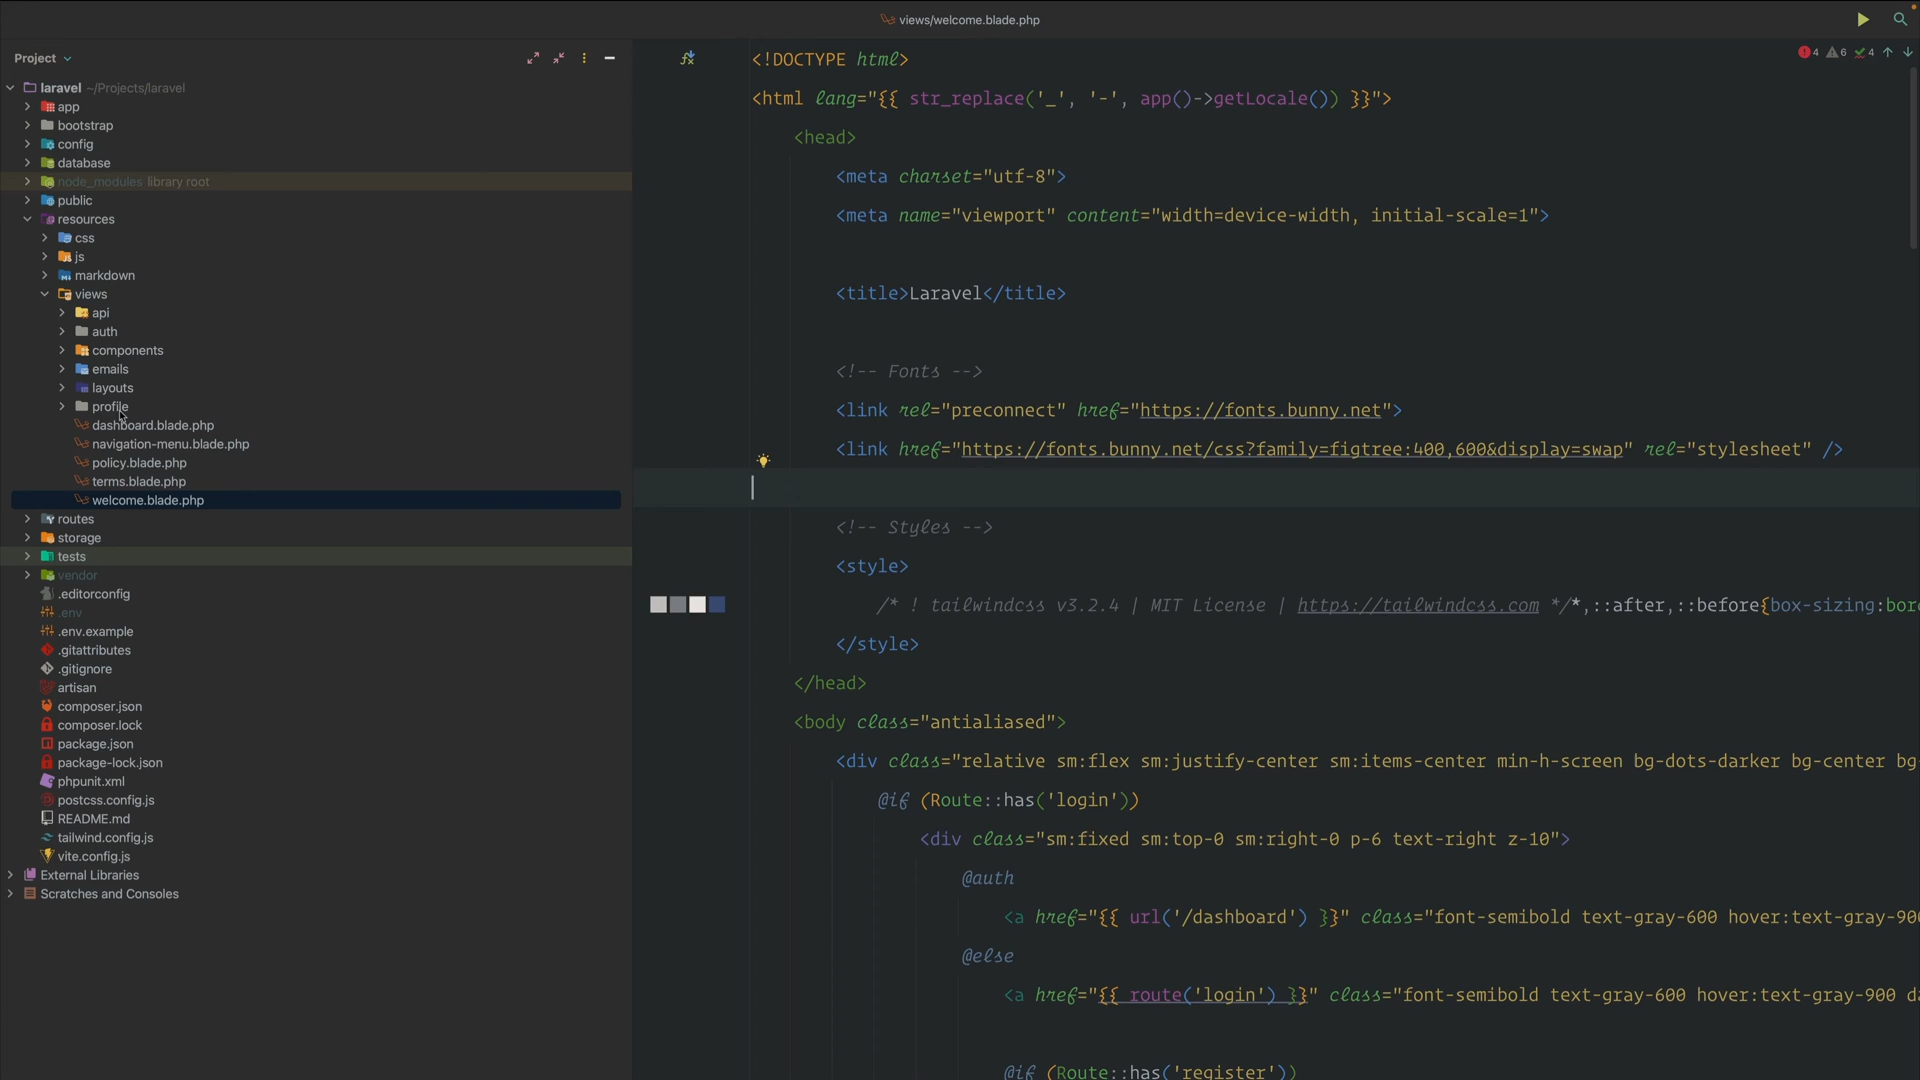 views/welcome.blade.php
Project
4 6 4
laravel ~/Projects/laravel
app
bootstrap
config
database
node_modules library root
public
resources
css
js
markdown
views
api
auth
components
emails
layouts
profile
dashboard.blade.php
navigation-menu.blade.php
policy.blade.php
terms.blade.php
welcome.blade.php
routes
storage
tests
vendor
.editorconfig
.env
.env.example
.gitattributes
.gitignore
artisan
composer.json
composer.lock
package.json
package-lock.json
phpunit.xml
postcss.config.js
README.md
tailwind.config.js
vite.config.js
External Libraries
Scratches and Consoles
<!DOCTYPE html>
<html lang="{{ str_replace('_', '-', app()->getLocale()) }}">
<head>
<meta charset="utf-8">
<meta name="viewport" content="width=device-width, initial-scale=1">
<title>Laravel</title>
<!-- Fonts -->
<link rel="preconnect" href="https://fonts.bunny.net">
<link href="https://fonts.bunny.net/css?family=figtree:400,600&display=swap" rel="stylesheet" />
<!-- Styles -->
<style>
/* ! tailwindcss v3.2.4 | MIT License | https://tailwindcss.com */*,::after,::before{box-sizing:bor
</style>
</head>
<body class="antialiased">
<div class="relative sm:flex sm:justify-center sm:items-center min-h-screen bg-dots-darker bg-center bg-
@if (Route::has('login'))
<div class="sm:fixed sm:top-0 sm:right-0 p-6 text-right z-10">
@auth
<a href="{{ url('/dashboard') }}" class="font-semibold text-gray-600 hover:text-gray-900
@else
<a href="{{ route('login') }}" class="font-semibold text-gray-600 hover:text-gray-900 da
@if (Route::has('register'))